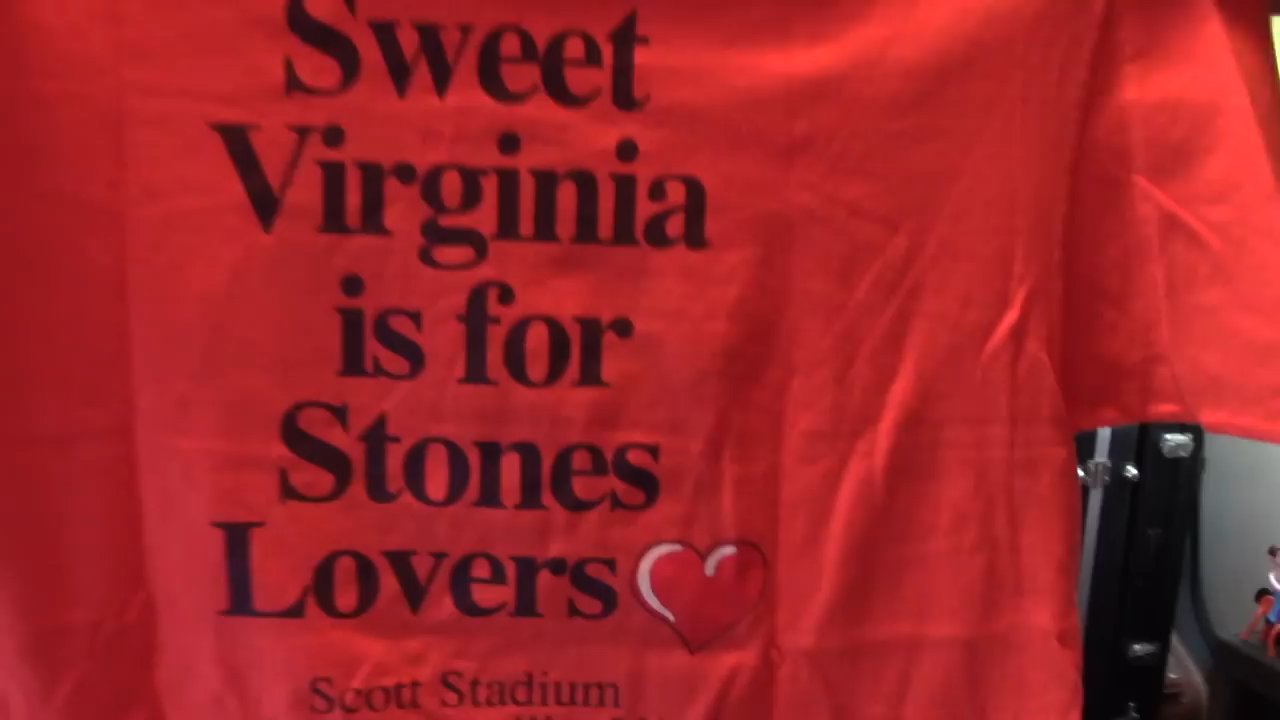 Sweet
Virginia
is for
Stones
Lovers
Scott Stadium